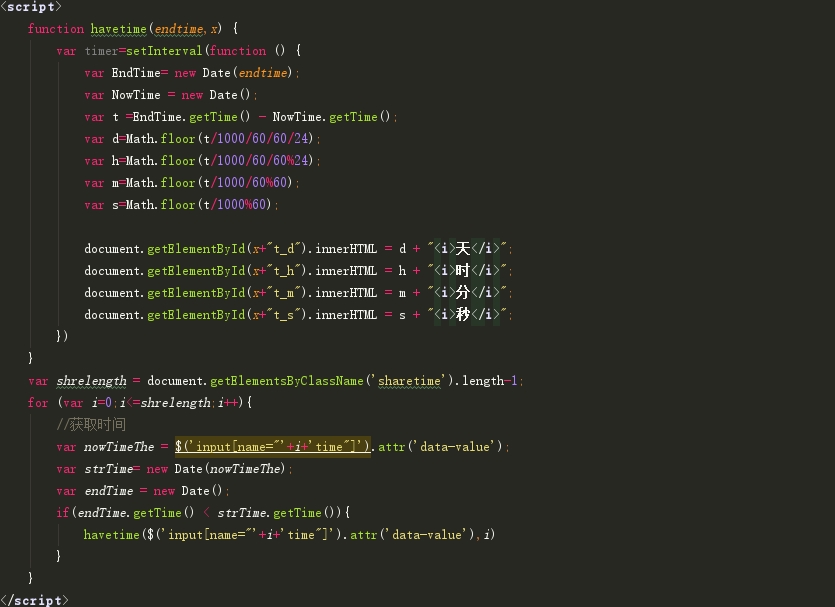 <script>
function havetime(endtime,x) {
var timer=setInterval(function () {
var EndTime= new Date(endtime);
var NowTime = new Date();
var t =EndTime.getTime() - NowTime.getTime();
var d=Math.floor(t/1000/60/60/24);
var h=Math.floor(t/1000/60/60%24);
var m=Math.floor(t/1000/60%60);
var s=Math.floor(t/1000%60);
document.getElementById(x+"t_d").innerHTML = d + "<i>天</i>";
document.getElementById(x+"t_h").innerHTML = h + "<i>时</i>";
document.getElementById(x+"t_m").innerHTML = m + "<i>分</i>";
document.getElementById(x+"t_s").innerHTML = s + "<i>秒</i>";
})
}
var shrelength = document.getElementsByClassName('sharetime').length-1;
for (var i=0;i<=shrelength;i++){
//获取时间
var nowTimeThe = $('input[name="'+i+'time"]').attr('data-value');
var strTime= new Date(nowTimeThe);
var endTime = new Date();
if(endTime.getTime() < strTime.getTime()){
havetime($('input[name="'+i+'time"]').attr('data-value'),i)
}
}
</script>